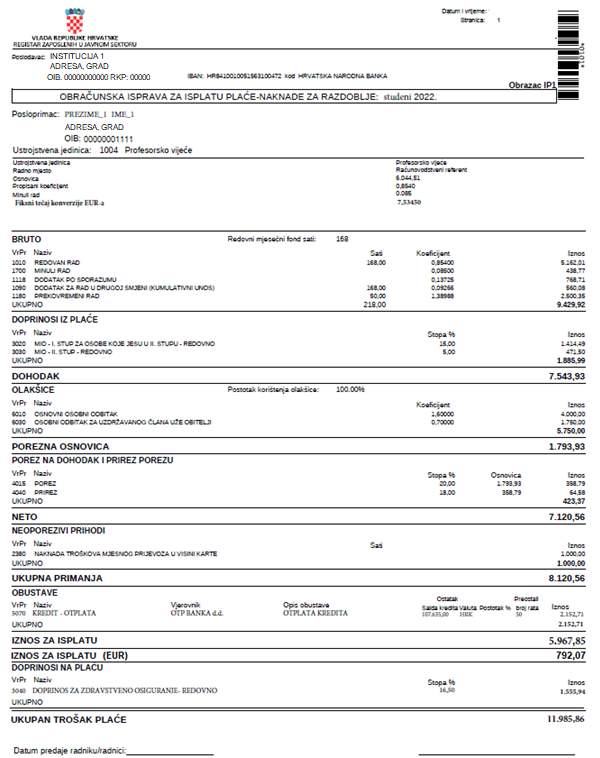 Datum i vrijeme:
Stranica: 1
VLADA REPUBLIKE HRVATSKE
REGISTAR ZAPOSLENIH U JAVNOM SEKTORU
Poslodavac: INSTITUCIJA 1
ADRESA, GRAD
OIB. 00000000000 RKP: 00000
IBAN: HR8410010051563100472 kod HRVATSKA NARODNA BANKA
Obrazac IP1
OBRAČUNSKA ISPRAVA ZA ISPLATU PLAĆE-NAKNADE ZA RAZDOBLJE: studeni 2022.
Posloprimac: PREZIME_1 IME_1
ADRESA, GRAD
OIB: 00000001111
Ustrojstvena jedinica: 1004 Profesorsko vijeće
Ustrojstvena jedinica Profesorsko vijeće
Radno mjesto Računovodstveni referent
Osnovica 6.044,51
Propisani koeficijent 0,8540
Minuli rad 0.085
Fiksni tečaj konverzije EUR-a 7,53450
BRUTO Redovni mjesečni fond sati: 168
VrPr Naziv Sati Koeficijent Iznos
1010 REDOVAN RAD 168,00 0,85400 5.162,01
1700 MINULI RAD 0,08500 438,77
1118 DODATAK PO SPORAZUMU 0,13725 768,71
1090 DODATAK ZA RAD U DRUGOJ SMJENI (KUMULATIVNI UNOS) 168,00 0,09266 560,08
1180 PREKOVREMENI RAD 50,00 1,38988 2.500,35
UKUPNO 218,00 9.429,92
DOPRINOSI IZ PLAĆE
VrPr Naziv Stopa % Iznos
3020 MIO - I. STUP ZA OSOBE KOJE JESU U II. STUPU - REDOVNO 15,00 1.414,49
3030 MIO - II. STUP - REDOVNO 5,00 471,50
UKUPNO 1.885,99
DOHODAK 7.543,93
OLAKŠICE Postotak korištenja olakšice: 100.00%
VrPr Naziv Koeficijent Iznos
6010 OSNOVNI OSOBNI ODBITAK 1,60000 4.000,00
6030 OSOBNI ODBITAK ZA UZDRŽAVANOG ČLANA UŽE OBITELJI 0,70000 1.750,00
UKUPNO 5.750,00
POREZNA OSNOVICA 1.793,93
POREZ NA DOHODAK I PRIREZ POREZU
VrPr Naziv Stopa % Osnovica Iznos
4015 POREZ 20,00 1.793,93 358,79
4040 PRIREZ 18,00 358,79 64,58
UKUPNO 423,37
NETO 7.120,56
NEOPOREZIVI PRIHODI
VrPr Naziv Sati Iznos
2380 NAKNADA TROŠKOVA MJESNOG PRIJEVOZA U VISINI KARTE 1.000,00
UKUPNO 1.000,00
UKUPNA PRIMANJA 8.120,56
OBUSTAVE
Ostatak Preostali
VrPr Naziv Vjerovnik Opis obustave Salda kredita Valuta Postotak % broj rata Iznos
5070 KREDIT - OTPLATA OTP BANKA d.d. OTPLATA KREDITA 107.635,00 HRK 50 2.152,71
UKUPNO 2.152,71
IZNOS ZA ISPLATU 5.967,85
IZNOS ZA ISPLATU (EUR) 792,07
DOPRINOSI NA PLAĆU
VrPr Naziv Stopa % Iznos
3040 DOPRINOS ZA ZDRAVSTVENO OSIGURANJE- REDOVNO 16,50 1.555,94
UKUPNO
UKUPAN TROŠAK PLAĆE 11.985,86
Datum predaje radniku/radnici: